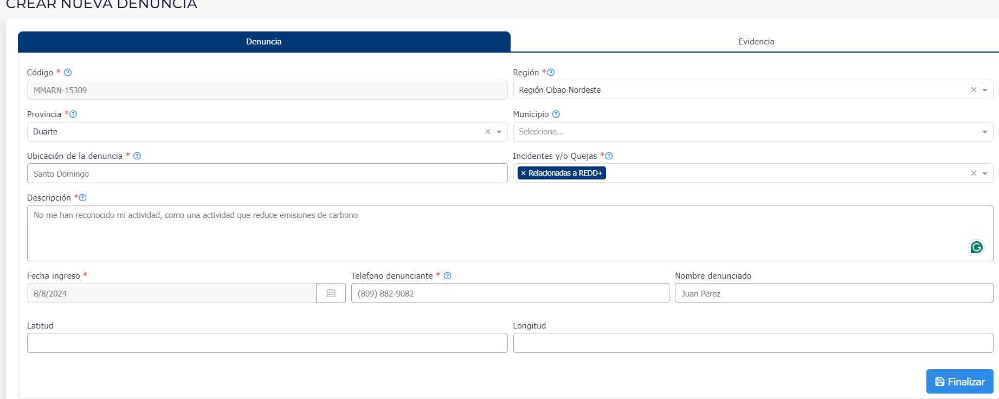 CREAR NUEVA DENUNCIA
Denuncia
Evidencia
Código *
Región *
MMARN-15309
Región Cibao Nordeste
Provincia *
Municipio
Duarte
Seleccione...
Ubicación de la denuncia *
Incidentes y/o Quejas *
Santo Domingo
× Relacionadas a REDD+
Descripción *
No me han reconocido mi actividad, como una actividad que reduce emisiones de carbono
Fecha ingreso *
Telefono denunciante *
Nombre denunciado
8/8/2024
(809) 882-9082
Juan Perez
Latitud
Longitud
Finalizar